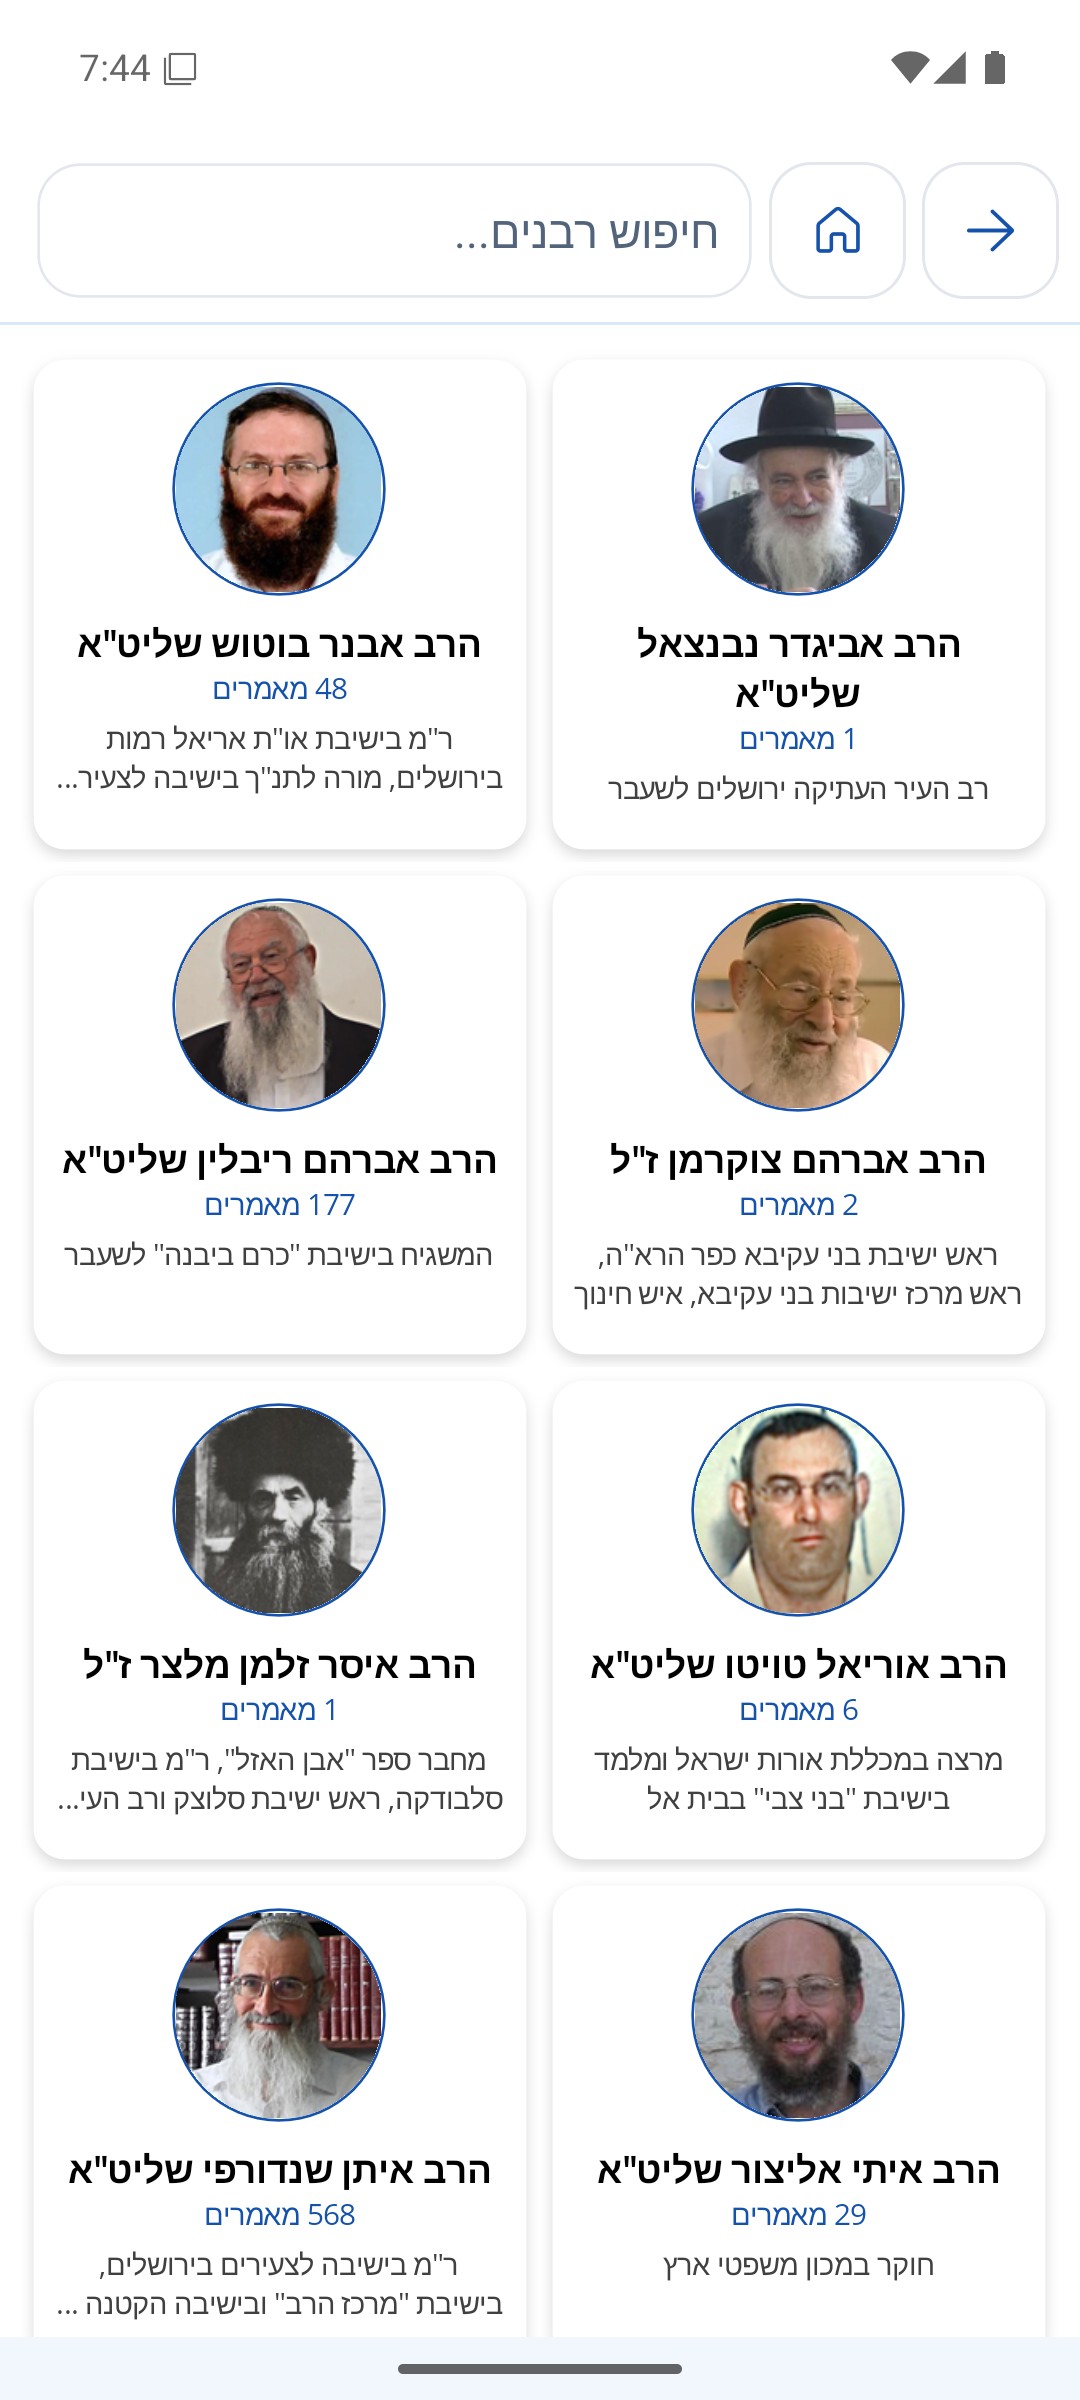 7:44
חיפוש רבנים...
הרב אביגדר נבנצאל
שליט"א
1 מאמרים
רב העיר העתיקה ירושלים לשעבר
הרב אבנר בוטוש שליט"א
48 מאמרים
ר"מ בישיבת או"ת אריאל רמות
בירושלים, מורה לתנ"ך בישיבה לצעיר...
הרב אברהם צוקרמן ז"ל
2 מאמרים
ראש ישיבת בני עקיבא כפר הרא"ה,
ראש מרכז ישיבות בני עקיבא, איש חינוך
הרב אברהם ריבלין שליט"א
177 מאמרים
המשגיח בישיבת "כרם ביבנה" לשעבר
הרב אוריאל טויטו שליט"א
6 מאמרים
מרצה במכללת אורות ישראל ומלמד
בישיבת "בני צבי" בבית אל
הרב איסר זלמן מלצר ז"ל
1 מאמרים
מחבר ספר "אבן האזל", ר"מ בישיבת
סלבודקה, ראש ישיבת סלוצק ורב העי...
הרב איתי אליצור שליט"א
29 מאמרים
חוקר במכון משפטי ארץ
הרב איתן שנדורפי שליט"א
568 מאמרים
ר"מ בישיבה לצעירים בירושלים,
בישיבת "מרכז הרב" ובישיבה הקטנה ...